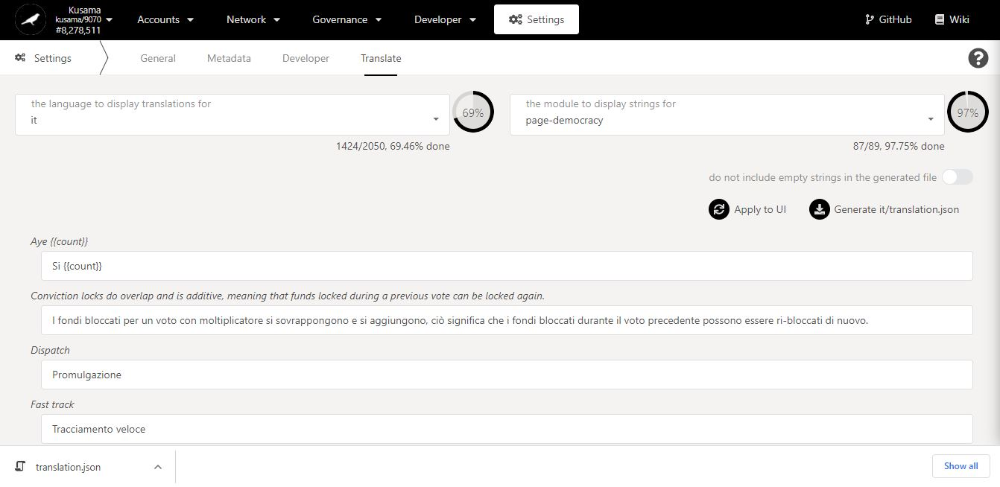 Kusama
kusama/9070
#8,278,511
Accounts
Network
Governance
Developer
Settings
GitHub
Wiki
Settings
General
Metadata
Developer
Translate
?
the language to display translations for
it
69%
1424/2050, 69.46% done
the module to display strings for
page-democracy
97%
87/89, 97.75% done
do not include empty strings in the generated file
Apply to UI
Generate it/translation.json
Aye {{count}}
Si {{count}}
Conviction locks do overlap and is additive, meaning that funds locked during a previous vote can be locked again.
I fondi bloccati per un voto con moltiplicatore si sovrappongono e si aggiungono, ciò significa che i fondi bloccati durante il voto precedente possono essere ri-bloccati di nuovo.
Dispatch
Promulgazione
Fast track
Tracciamento veloce
translation.json
Show all